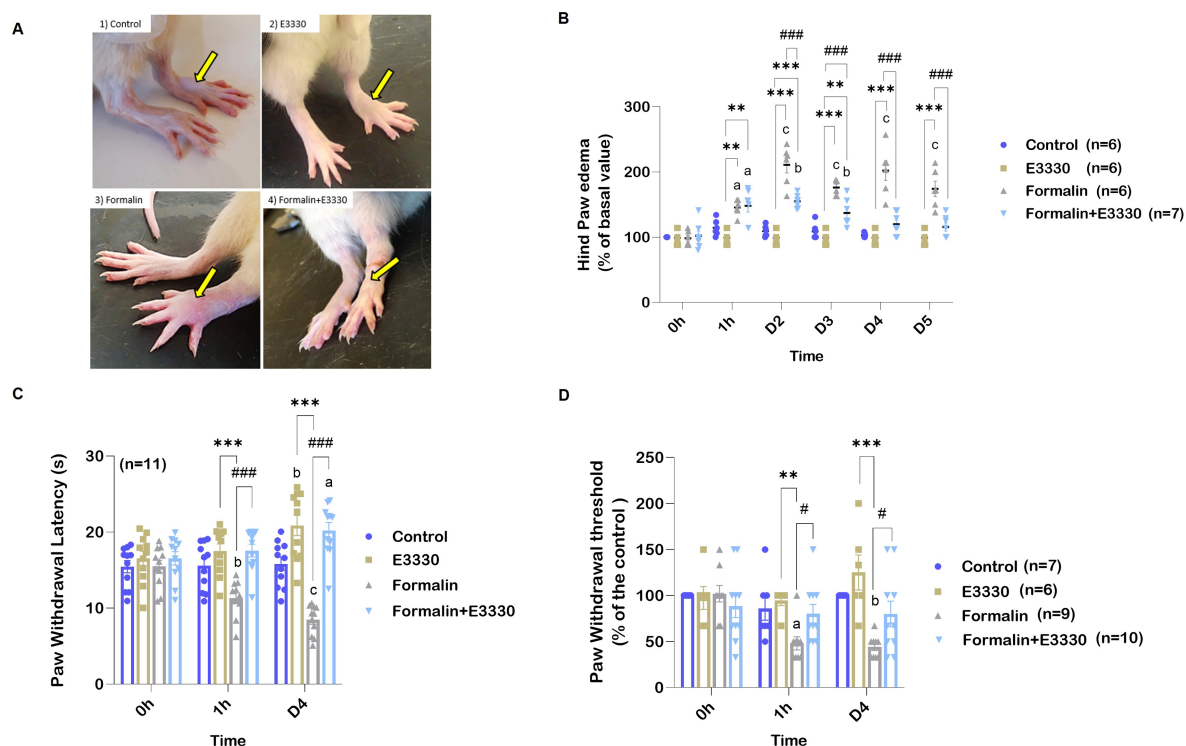 A
1) Control
2) E3330
3) Formalin
4) Formalin+E3330
B
Hind Paw edema
(% of basal value)
300
200
100
0
0h
1h
D2
D3
D4
D5
Time
**
**
a
a
###
***
***
c
b
###
**
***
c
b
###
***
c
###
***
c
Control (n=6)
E3330 (n=6)
Formalin (n=6)
Formalin+E3330 (n=7)
C
Paw Withdrawal Latency (s)
30
20
10
0
(n=11)
0h
1h
D4
Time
***
###
b
***
###
b
c
a
Control
E3330
Formalin
Formalin+E3330
D
Paw Withdrawal threshold
(% of the control )
250
200
150
100
50
0
0h
1h
D4
Time
**
#
a
***
#
b
Control (n=7)
E3330 (n=6)
Formalin (n=9)
Formalin+E3330 (n=10)